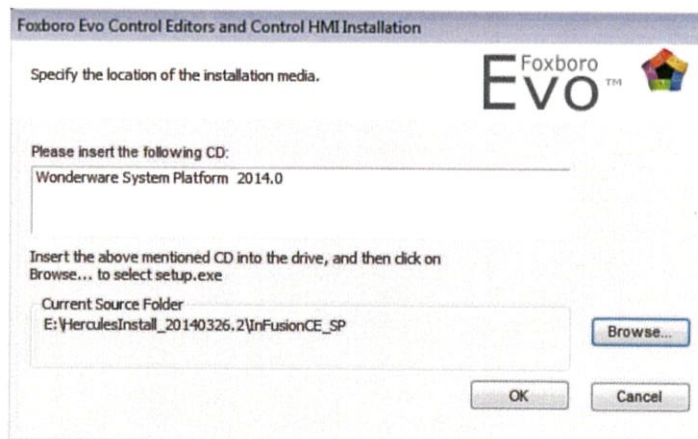 Foxboro Evo Control Editors and Control HMI Installation
Specify the location of the installation media.
Foxboro
Evo™
Please insert the following CD:
Wonderware System Platform 2014.0
Insert the above mentioned CD into the drive, and then click on
Browse... to select setup.exe
Current Source Folder
E:\HerculesInstall_20140326.2\InFusionCE_SP
Browse...
OK
Cancel